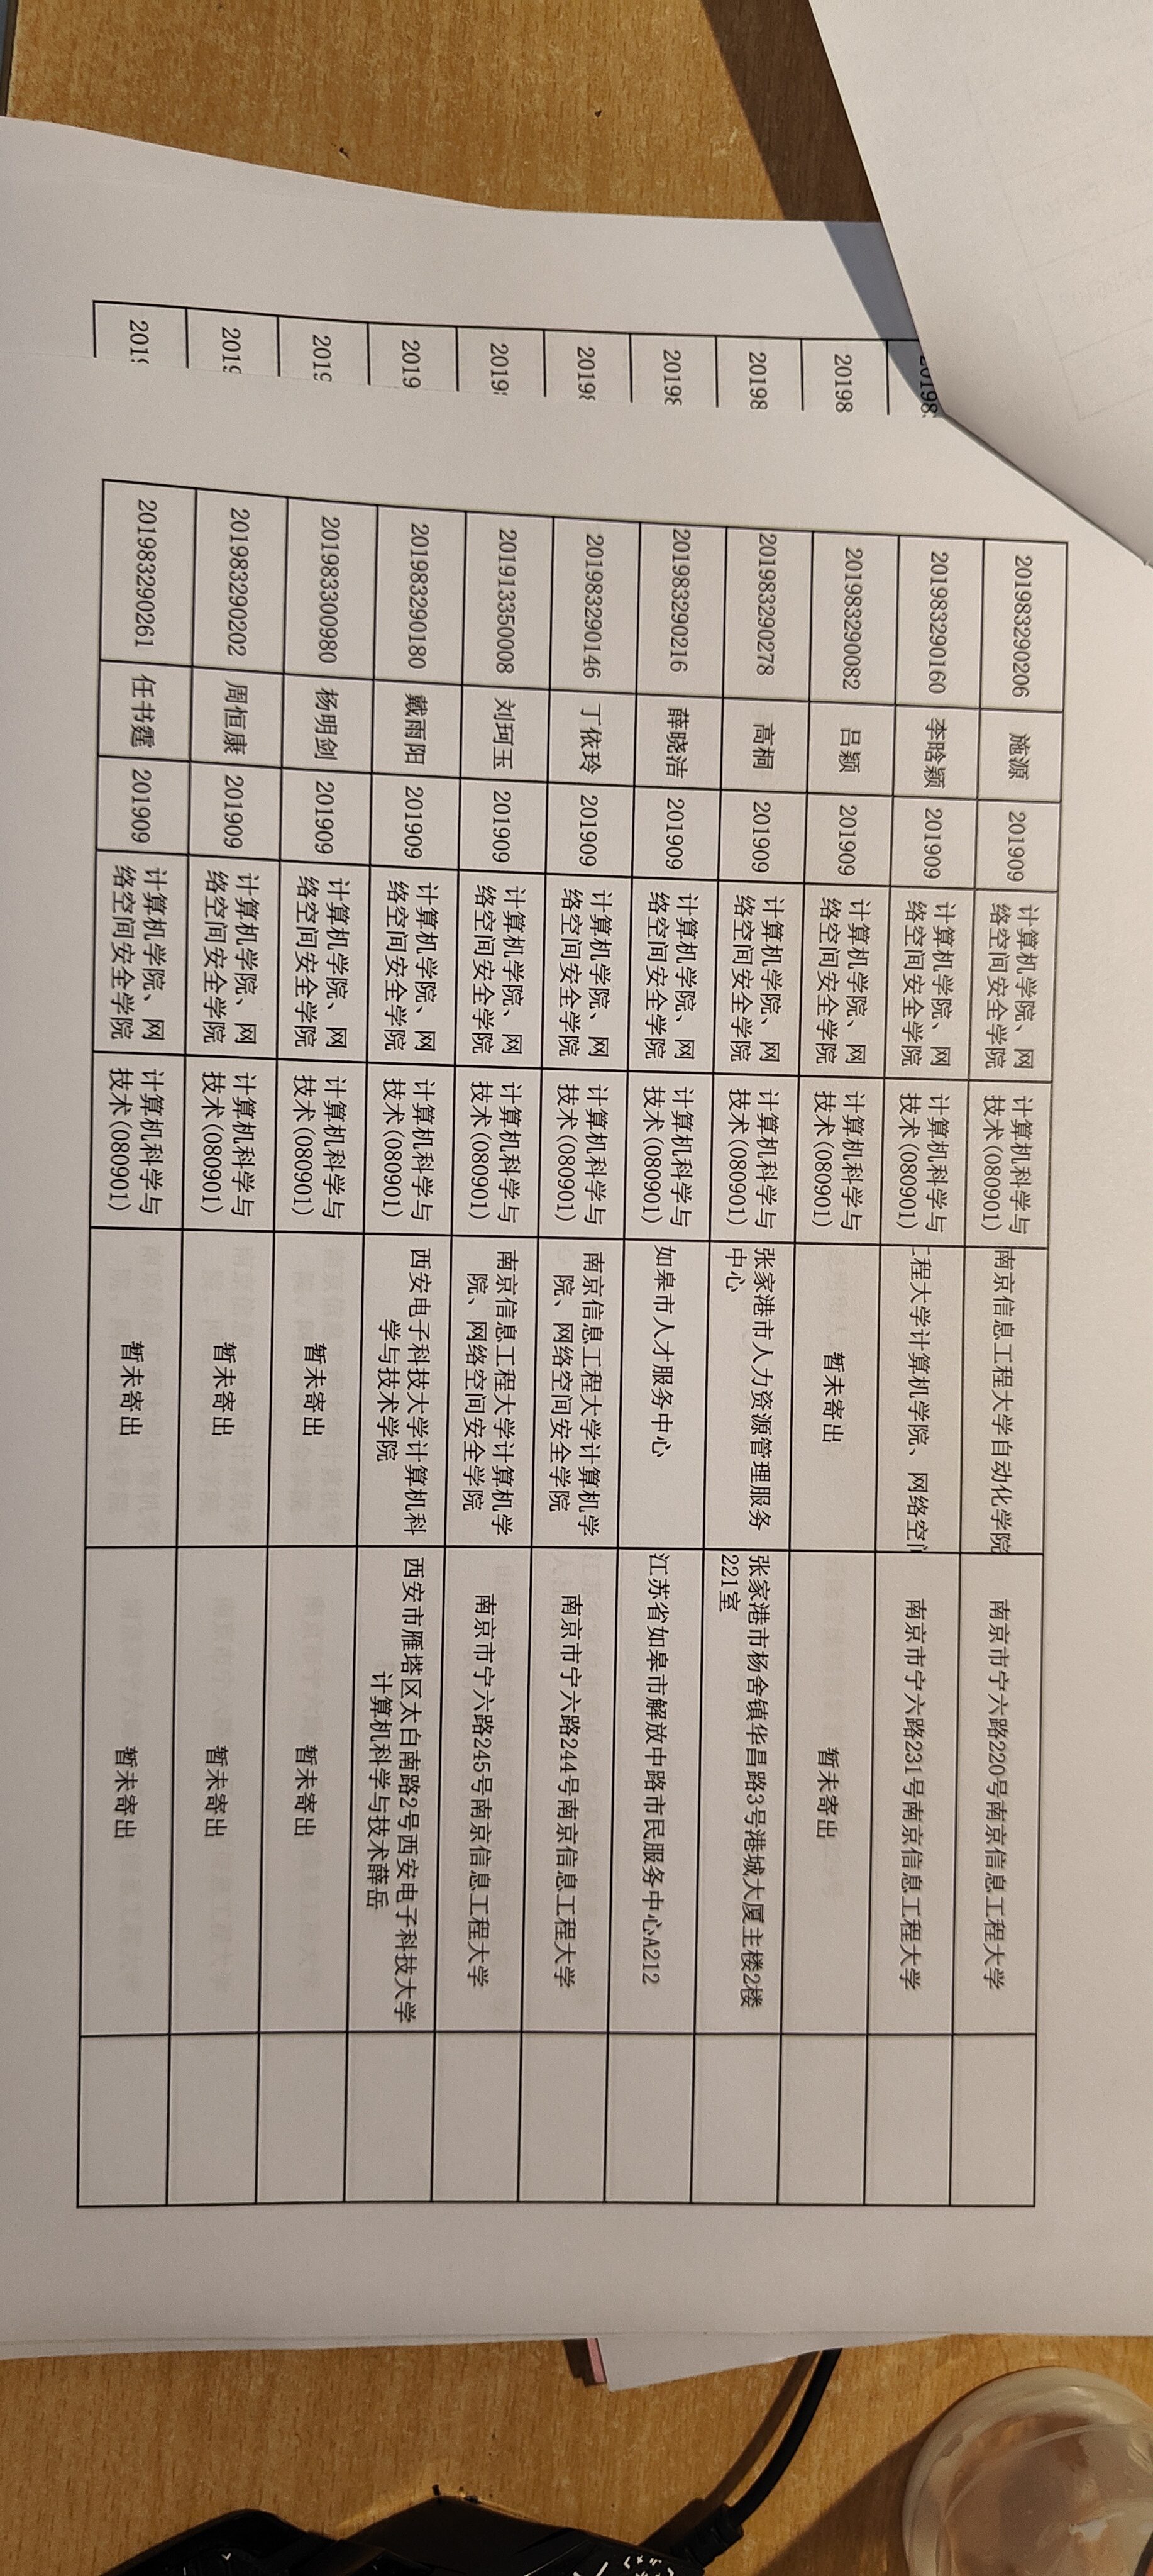 201983290206 施源 201909 计算机学院、网
络空间安全学院 计算机科学与
技术(080901) 南京信息工程大学自动化学院 南京市宁六路220号南京信息工程大学
201983290160 李晗颖 201909 计算机学院、网
络空间安全学院 计算机科学与
技术(080901) 工程大学计算机学院、网络空间 南京市宁六路231号南京信息工程大学
201983290082 吕颖 201909 计算机学院、网
络空间安全学院 计算机科学与
技术(080901) 暂未寄出 暂未寄出
201983290278 高桐 201909 计算机学院、网
络空间安全学院 计算机科学与
技术(080901) 张家港市人力资源管理服务
中心 张家港市杨舍镇华昌路3号港城大厦主楼2楼
221室
201983290216 薛晓洁 201909 计算机学院、网
络空间安全学院 计算机科学与
技术(080901) 如皋市人才服务中心 江苏省如皋市解放中路市民服务中心A212
201983290146 丁依玲 201909 计算机学院、网
络空间安全学院 计算机科学与
技术(080901) 南京信息工程大学计算机学
院、网络空间安全学院 南京市宁六路244号南京信息工程大学
201913350008 刘珂玉 201909 计算机学院、网
络空间安全学院 计算机科学与
技术(080901) 南京信息工程大学计算机学
院、网络空间安全学院 南京市宁六路245号南京信息工程大学
201983290180 戴雨阳 201909 计算机学院、网
络空间安全学院 计算机科学与
技术(080901) 西安电子科技大学计算机科
学与技术学院 西安市雁塔区太白南路2号西安电子科技大学
计算机科学与技术薛岳
201983300980 杨明剑 201909 计算机学院、网
络空间安全学院 计算机科学与
技术(080901) 暂未寄出 暂未寄出
201983290202 周恒康 201909 计算机学院、网
络空间安全学院 计算机科学与
技术(080901) 暂未寄出 暂未寄出
201983290261 任书霆 201909 计算机学院、网
络空间安全学院 计算机科学与
技术(080901) 暂未寄出 暂未寄出